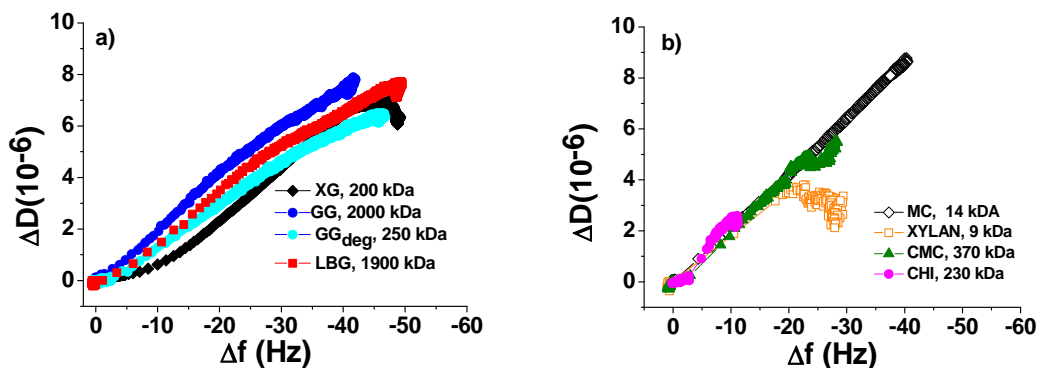 a)
10
8
6
4
2
0
ΔD(10-6)
XG, 200 kDa
GG, 2000 kDa
GGdeg, 250 kDa
LBG, 1900 kDa
0 -10 -20 -30 -40 -50 -60
Δf (Hz)
b)
10
8
6
4
2
0
ΔD(10-6)
MC, 14 kDA
XYLAN, 9 kDa
CMC, 370 kDa
CHI, 230 kDa
0 -10 -20 -30 -40 -50 -60
Δf (Hz)